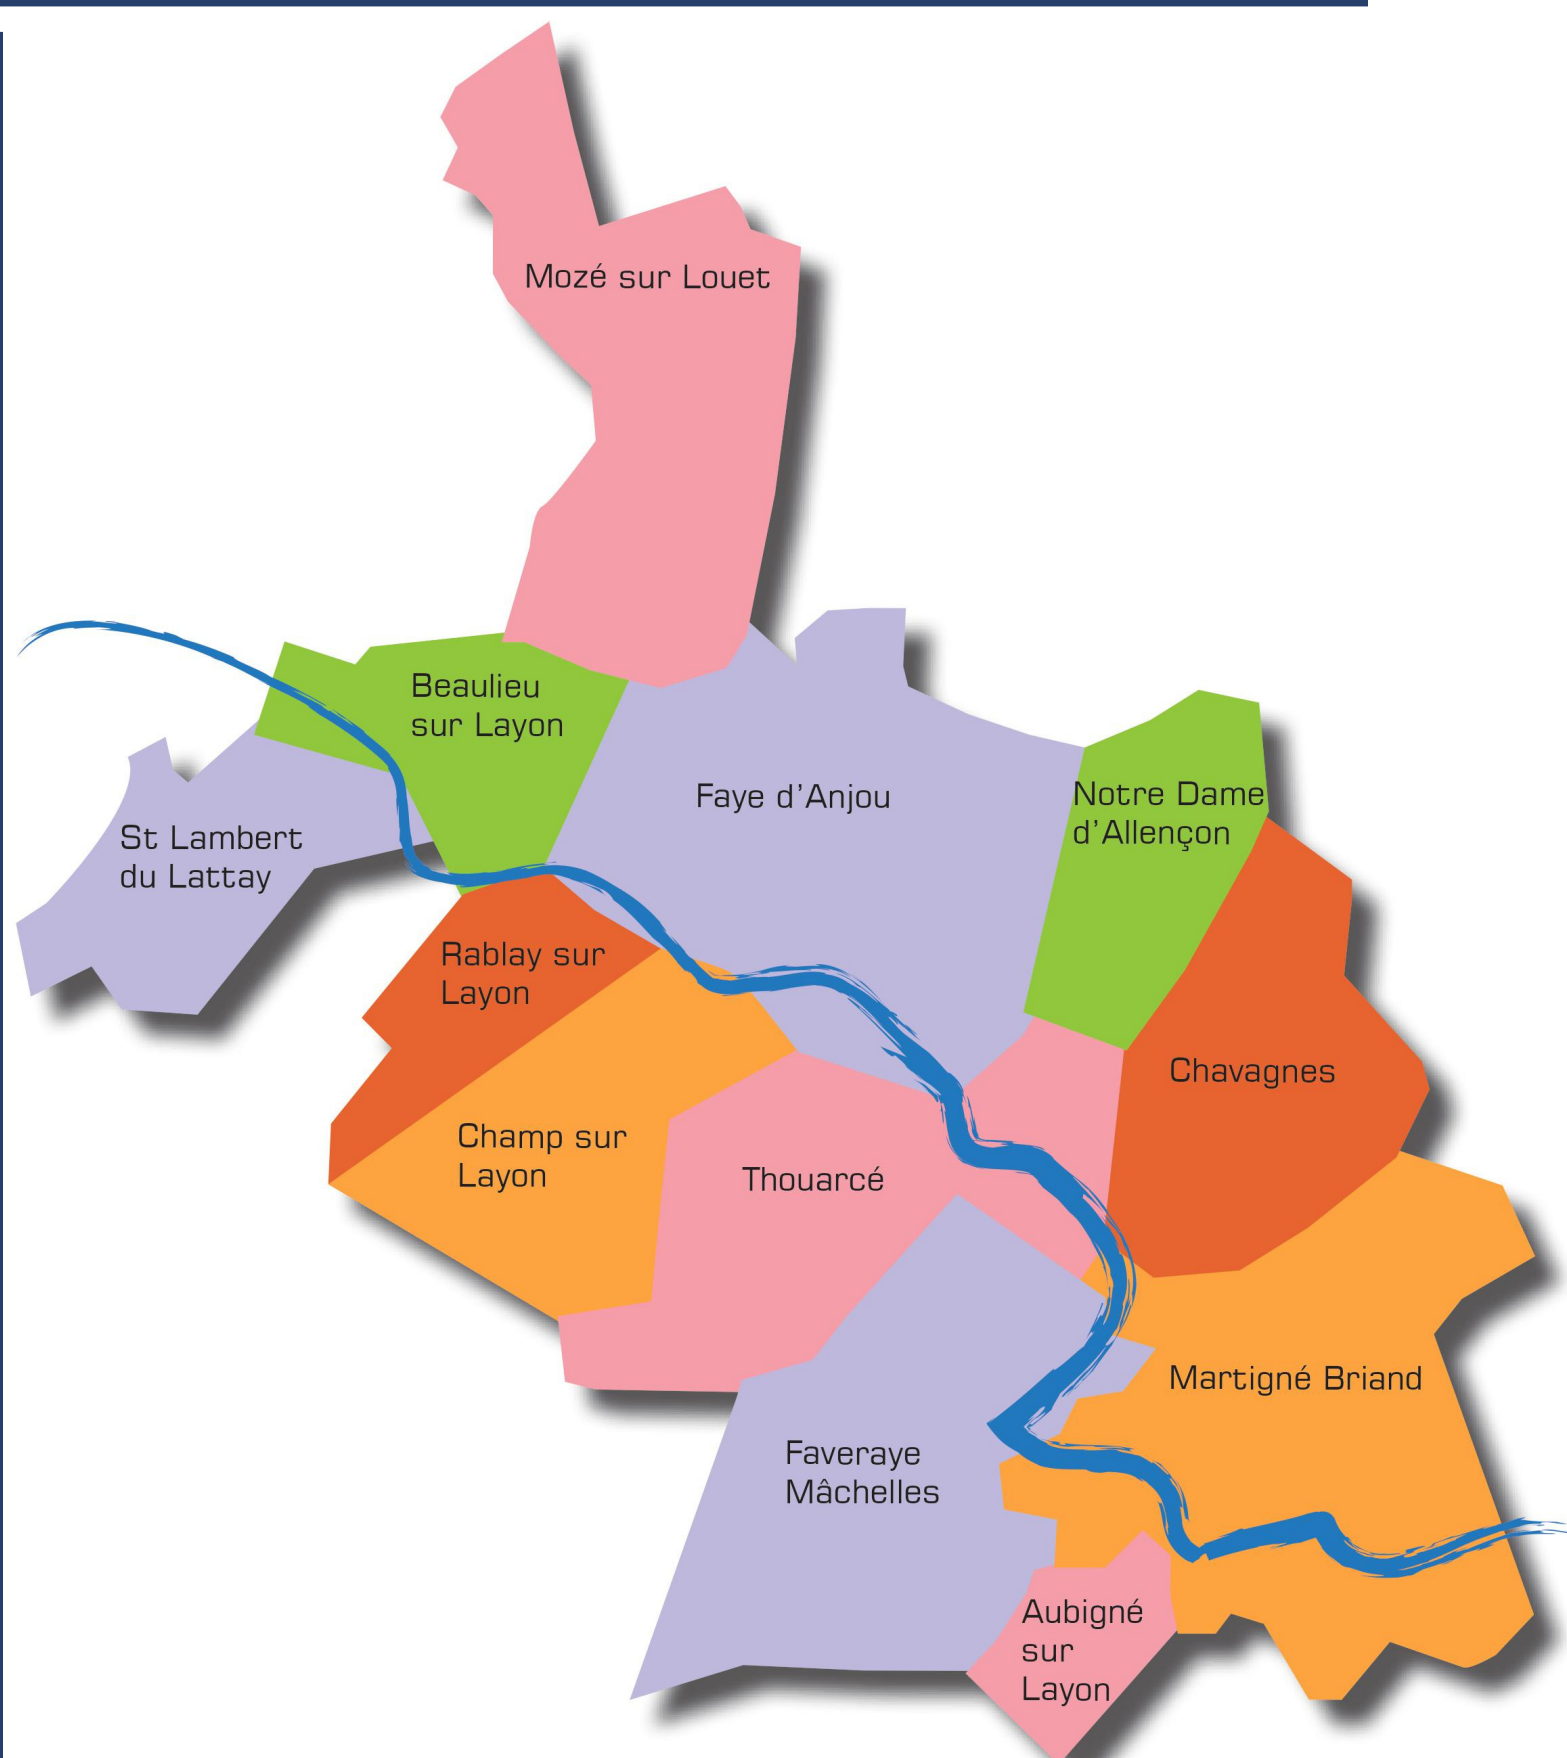 Mozé sur Louet
Beaulieu
sur Layon
Faye d'Anjou
Notre Dame
d'Allençon
St Lambert
du Lattay
Rablay sur
Layon
Chavagnes
Champ sur
Layon
Thouarcé
Martigné Briand
Faveraye
Mâchelles
Aubigné
sur
Layon